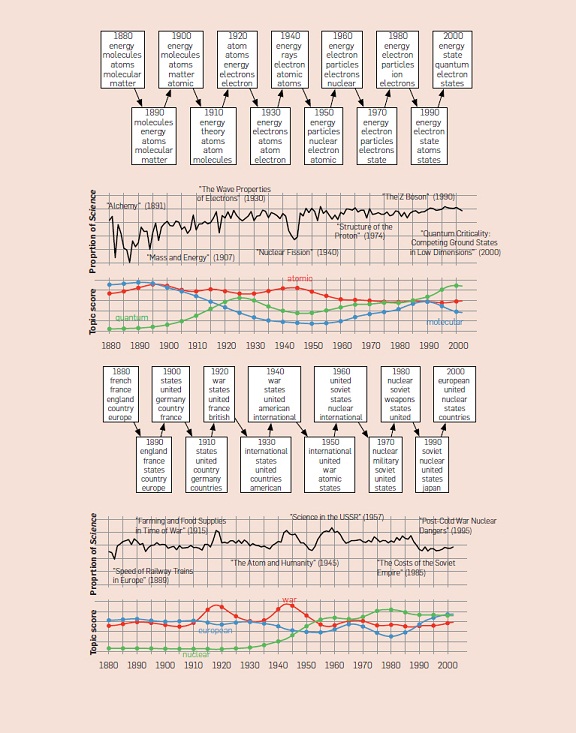 1880
energy
molecules
atoms
molecular
matter
1900
energy
molecules
atoms
matter
atomic
1920
atom
atoms
energy
electrons
electron
1940
energy
rays
electron
atomic
atoms
1960
energy
electron
particles
electrons
nuclear
1980
energy
electron
particles
ion
electrons
2000
energy
state
quantum
electron
states
1890
molecules
energy
atoms
molecular
matter
1910
energy
theory
atoms
atom
molecules
1930
energy
electrons
atoms
atom
electron
1950
energy
particles
nuclear
electron
atomic
1970
energy
electron
particles
electrons
state
1990
energy
electron
state
atoms
states
Proprtion of Science
"Alchemy" (1891)
"The Wave Properties
of Electrons" (1930)
"The Z Boson" (1990)
"Mass and Energy" (1907)
"Nuclear Fission" (1940)
"Structure of the
Proton" (1974)
"Quantum Criticality:
Competing Ground States
in Low Dimensions" (2000)
Topic score
atomic
quantum
molecular
1880 1890 1900 1910 1920 1930 1940 1950 1960 1970 1980 1990 2000
1880
french
france
england
country
europe
1900
states
united
germany
country
france
1920
war
states
united
france
british
1940
war
states
united
american
international
1960
united
soviet
states
nuclear
international
1980
nuclear
soviet
weapons
states
united
2000
european
united
nuclear
states
countries
1890
england
france
states
country
europe
1910
states
united
country
germany
countries
1930
international
states
united
countries
american
1950
international
united
war
atomic
states
1970
nuclear
military
soviet
united
states
1990
soviet
nuclear
united
states
japan
Proprtion of Science
"Farming and Food Supplies
in Time of War" (1915)
"Science in the USSR" (1957)
"Post-Cold War Nuclear
Dangers" (1995)
"Speed of Railway Trains
in Europe" (1889)
"The Atom and Humanity" (1945)
"The Costs of the Soviet
Empire" (1985)
Topic score
war
european
nuclear
1880 1890 1900 1910 1920 1930 1940 1950 1960 1970 1980 1990 2000